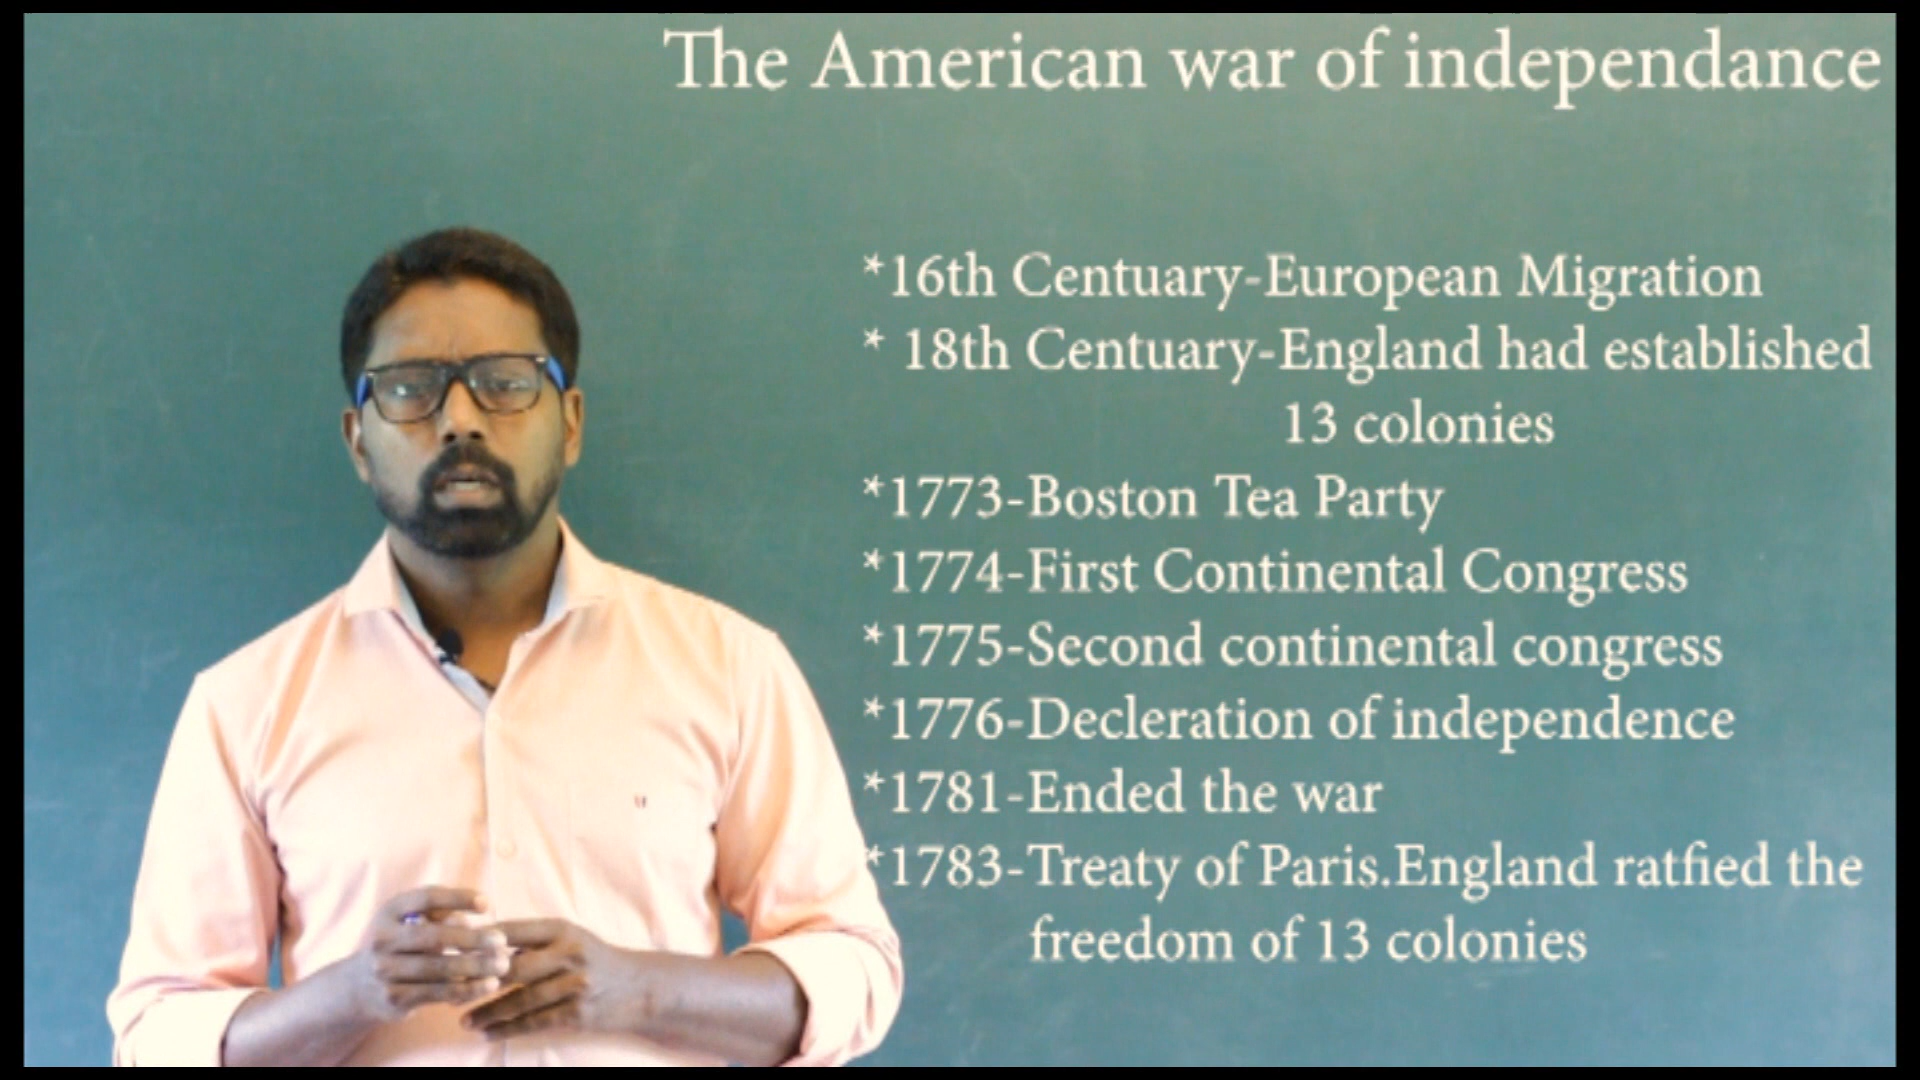 The American war of independance
*16th Centuary-European Migration
* 18th Centuary-England had established
13 colonies
*1773-Boston Tea Party
*1774-First Continental Congress
*1775-Second continental congress
*1776-Decleration of independence
*1781-Ended the war
*1783-Treaty of Paris.England ratfied the
freedom of 13 colonies